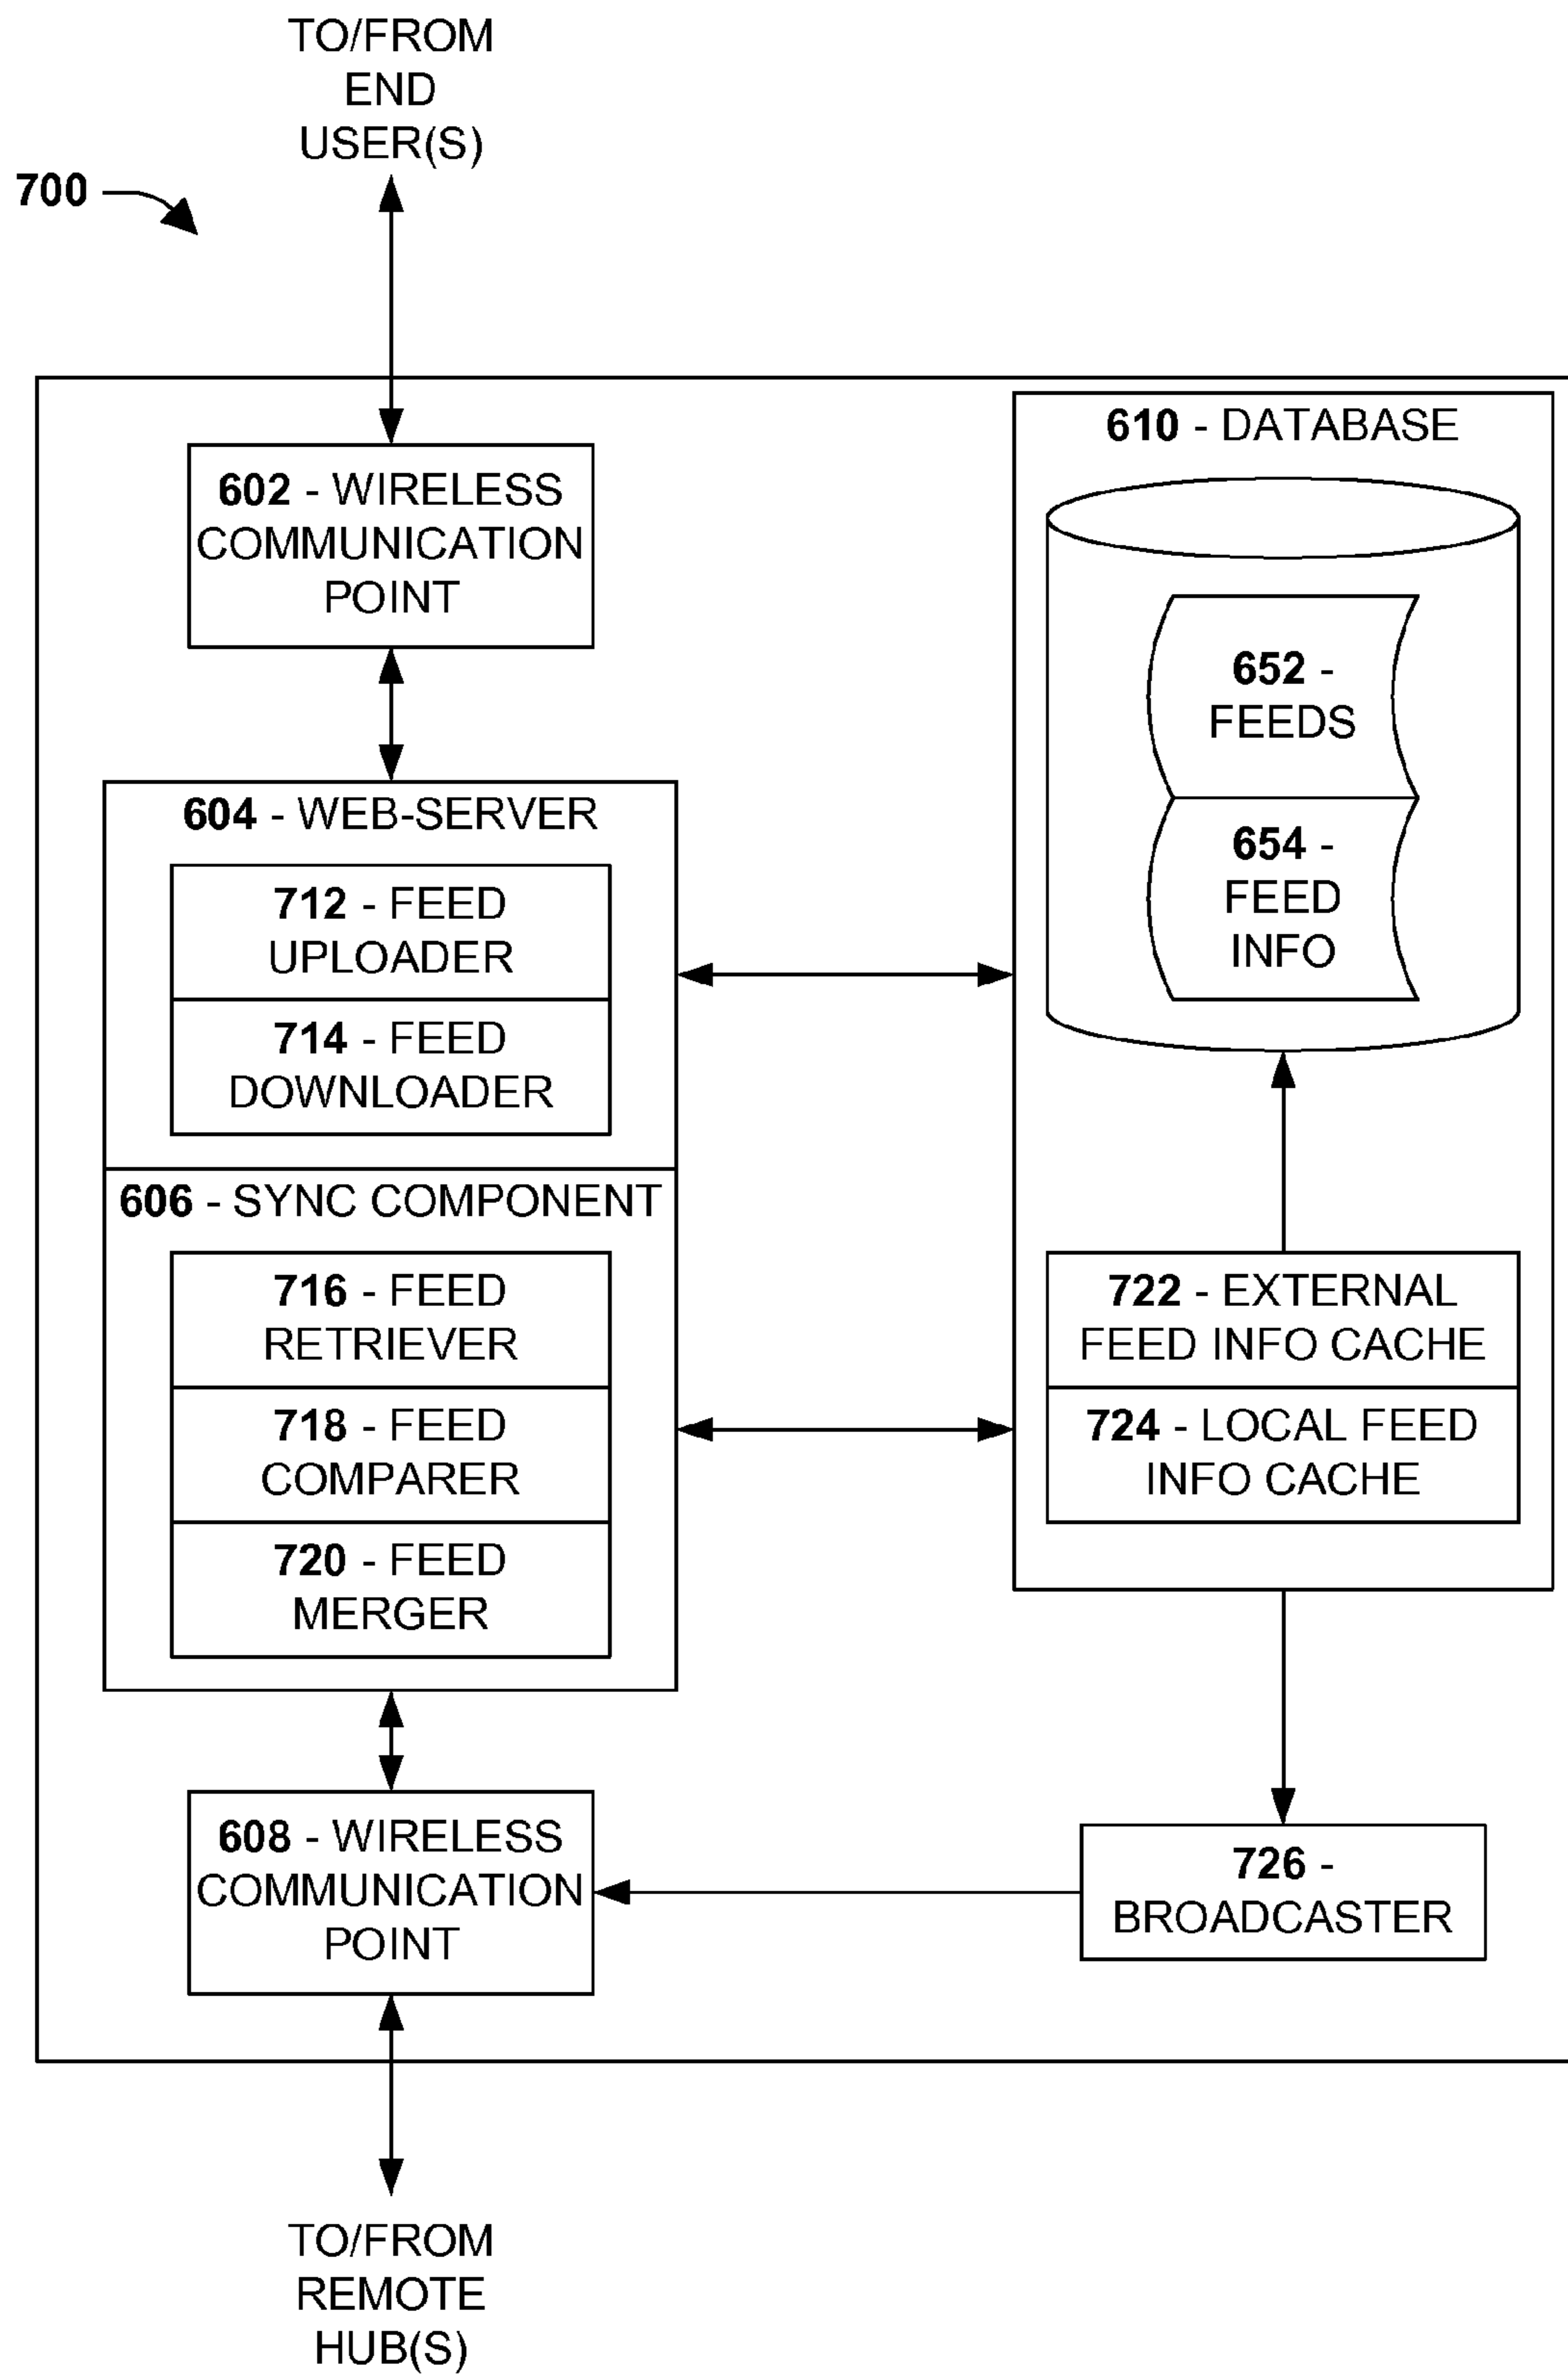 TO/FROM
END
USER(S)
700
602 - WIRELESS
COMMUNICATION
POINT
604 - WEB-SERVER
712 - FEED
UPLOADER
714 - FEED
DOWNLOADER
606 - SYNC COMPONENT
716 - FEED
RETRIEVER
718 - FEED
COMPARER
720 - FEED
MERGER
608 - WIRELESS
COMMUNICATION
POINT
610 - DATABASE
652 -
FEEDS
654 -
FEED
INFO
722 - EXTERNAL
FEED INFO CACHE
724 - LOCAL FEED
INFO CACHE
726 -
BROADCASTER
TO/FROM
REMOTE
HUB(S)